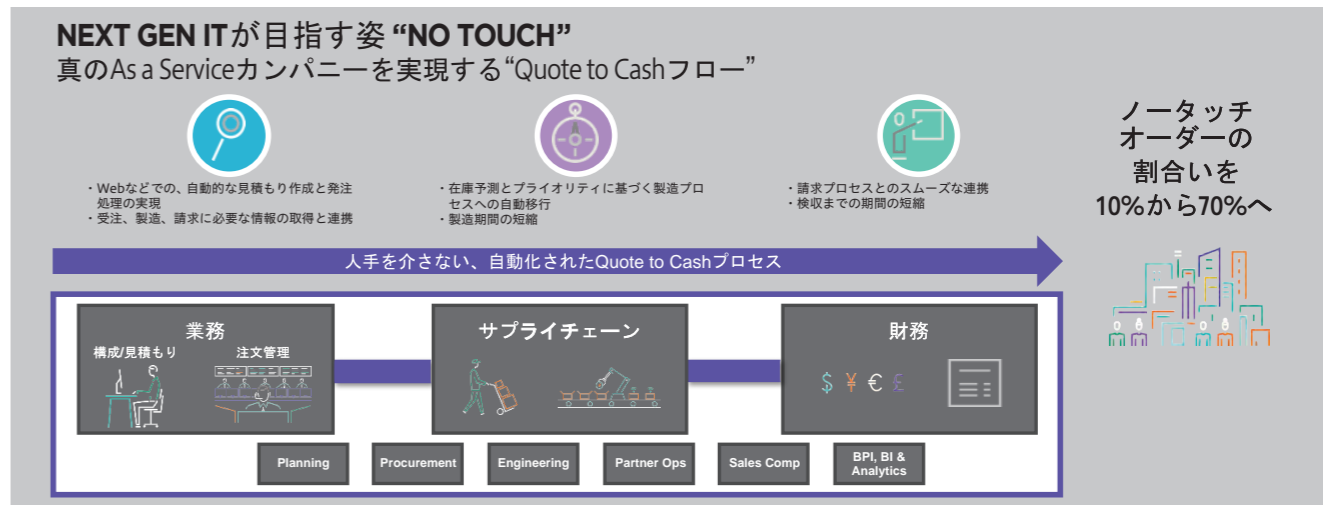 NEXT GEN ITが目指す姿 “NO TOUCH”
真のAs a Serviceカンパニーを実現する“Quote to Cashフロー”
・Webなどでの、自動的な見積もり作成と発注
処理の実現
・受注、製造、請求に必要な情報の取得と連携
・在庫予測とプライオリティに基づく製造プロ
セスへの自動移行
・製造期間の短縮
・請求プロセスとのスムーズな連携
・検収までの期間の短縮
ノータッチ
オーダーの
割合いを
10%から70%へ
人手を介さない、自動化されたQuote to Cashプロセス
業務
構成/見積もり 注文管理
サプライチェーン
財務
$ ¥ € £
Planning
Procurement
Engineering
Partner Ops
Sales Comp
BPI, BI &
Analytics